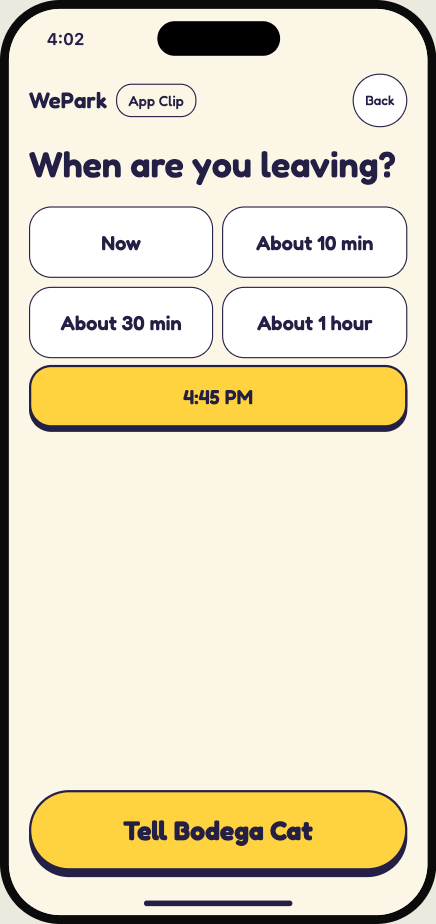 4:02
WePark App Clip Back
When are you leaving?
Now About 10 min
About 30 min About 1 hour
4:45 PM
Tell Bodega Cat